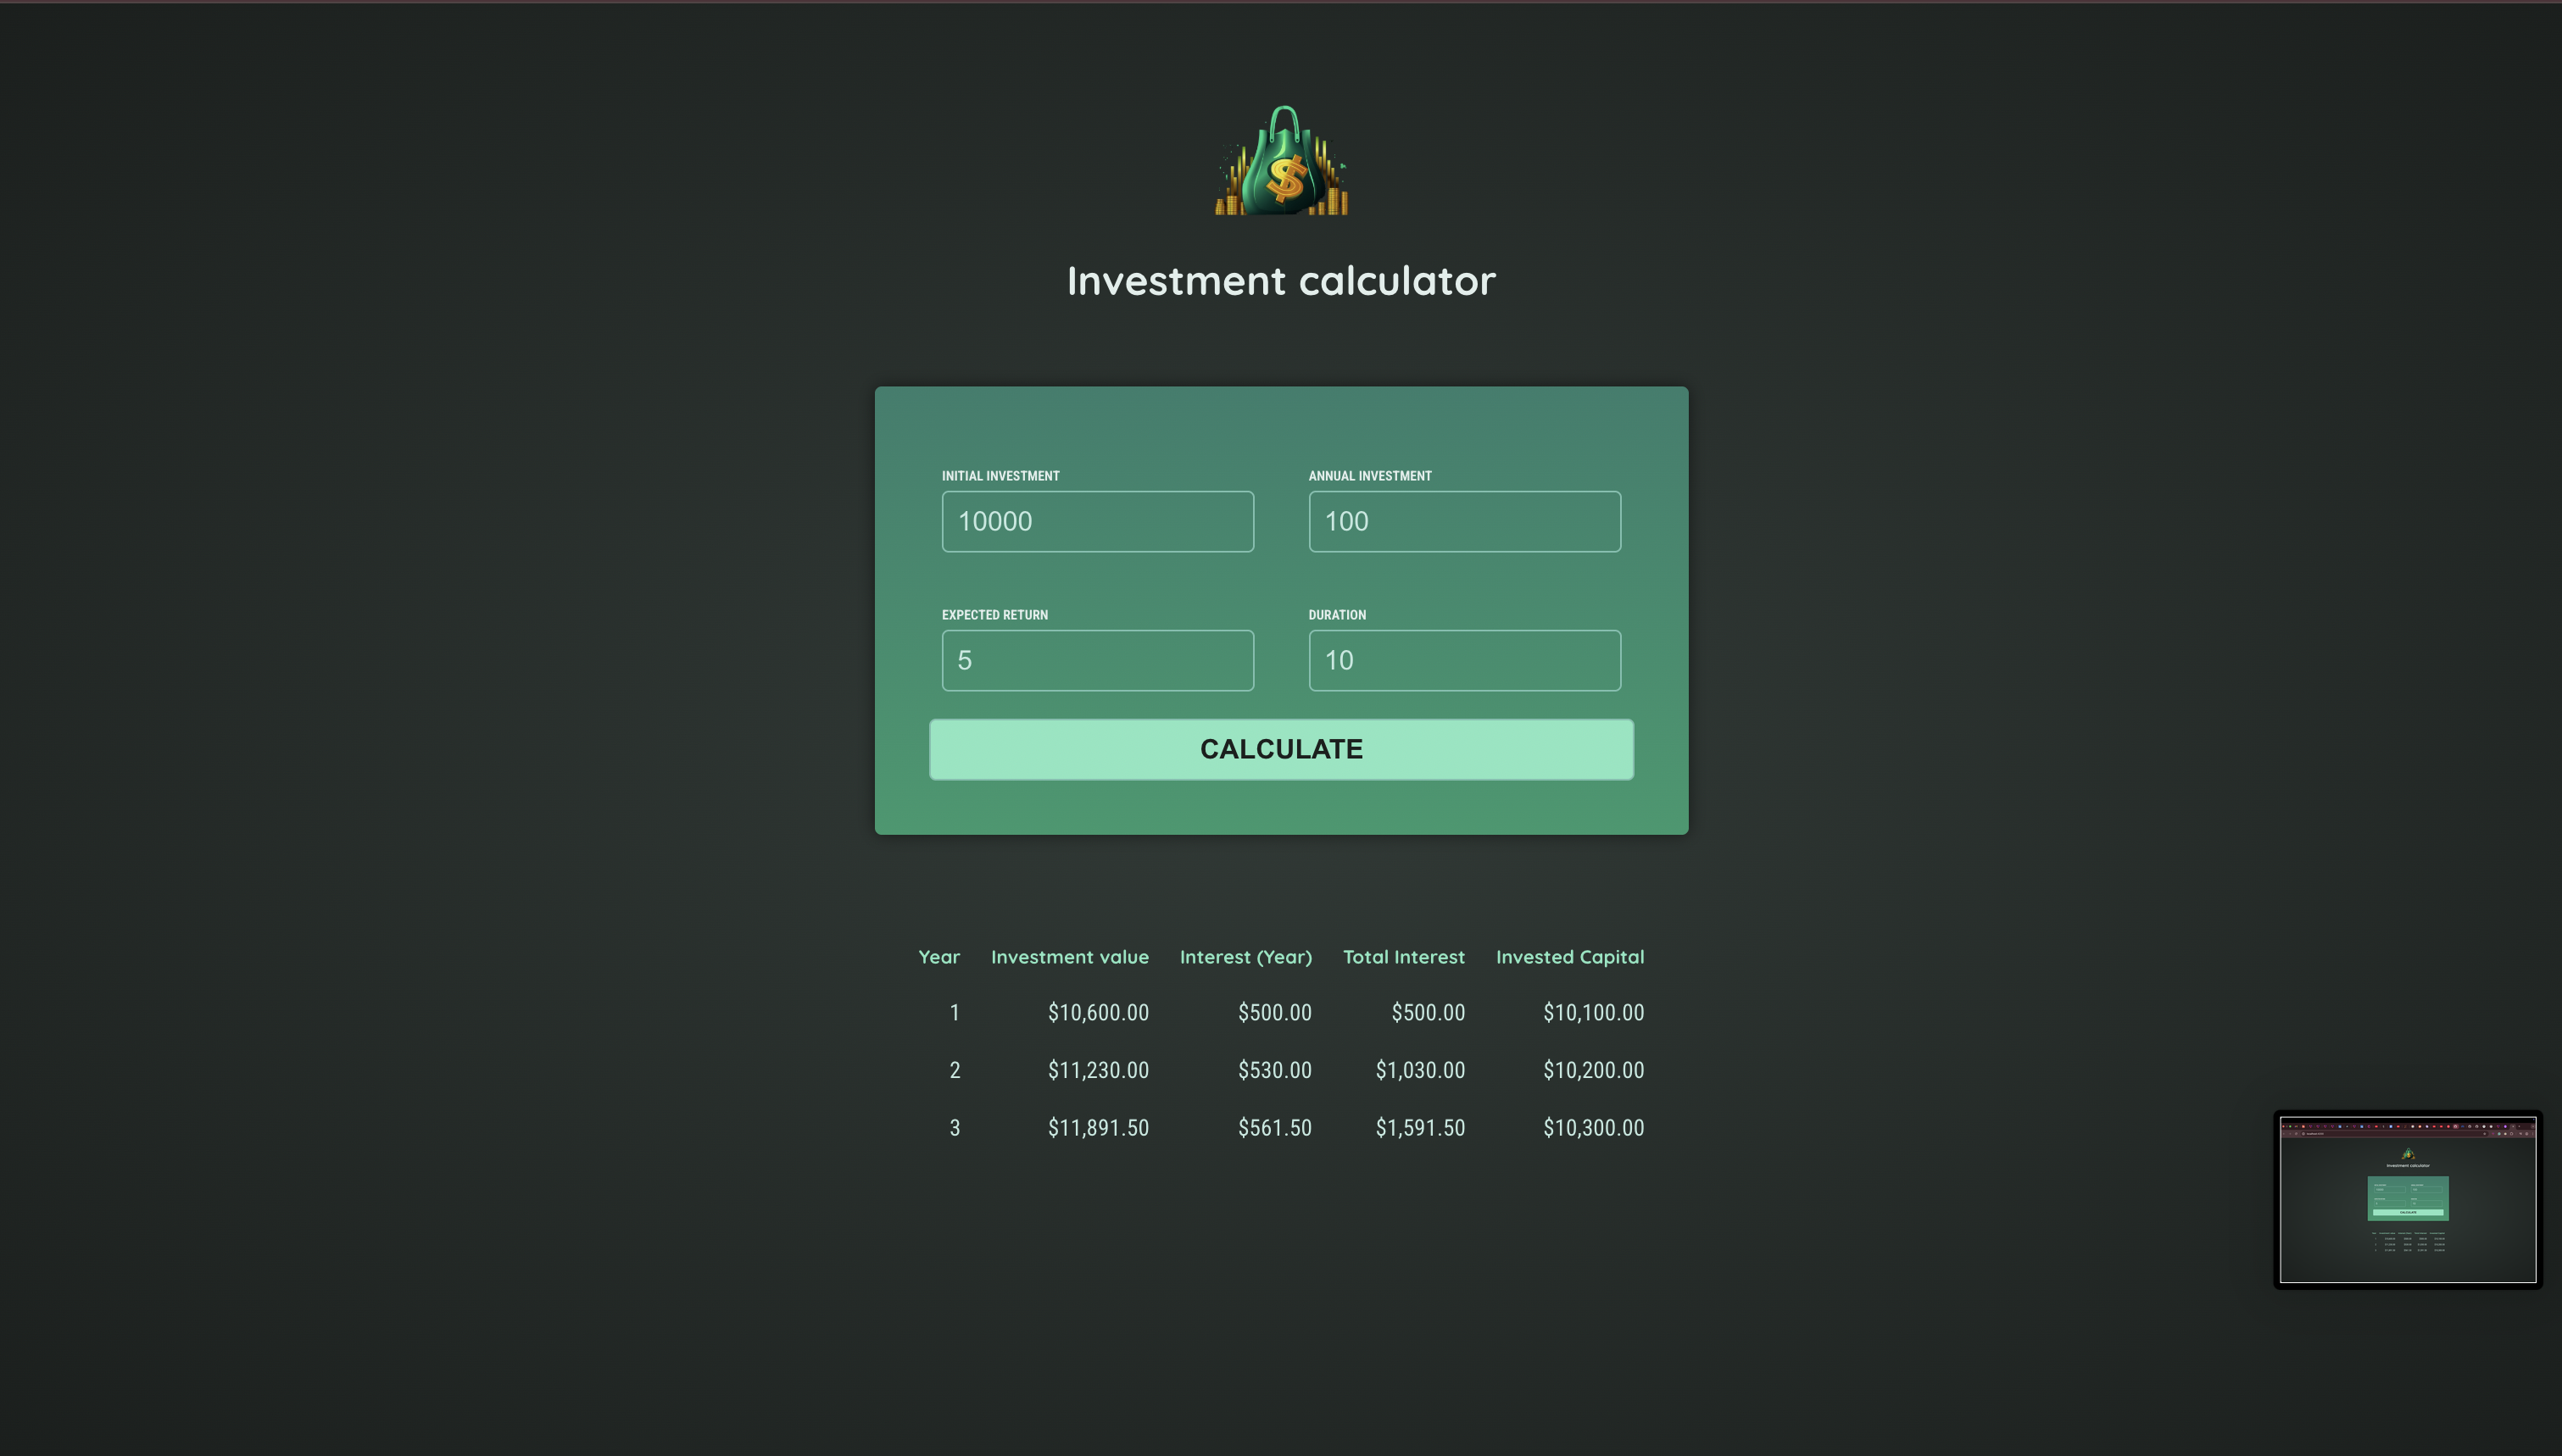 $
Investment calculator
INITIAL INVESTMENT ANNUAL INVESTMENT
10000 100
EXPECTED RETURN DURATION
5 10
CALCULATE
Year Investment value Interest (Year) Total Interest Invested Capital
1 $10,600.00 $500.00 $500.00 $10,100.00
2 $11,230.00 $530.00 $1,030.00 $10,200.00
3 $11,891.50 $561.50 $1,591.50 $10,300.00
Investment calculator
CALCULATE